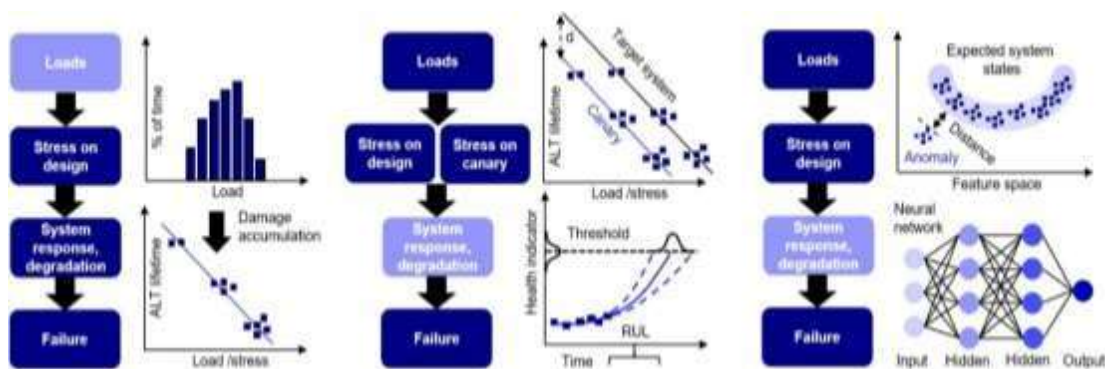 Loads
Stress on
design
System
response,
degradation
Failure
% of time
Load
Damage
accumulation
ALT lifetime
Load /stress
Loads
Stress on
design
Stress on
canary
System
response,
degradation
Failure
d
Target system
Canary
ALT lifetime
Load /stress
Threshold
Health indicator
RUL
Time
Loads
Stress on
design
System
response,
degradation
Failure
Expected system
states
Distance
Anomaly
Feature space
Neural
network
Input
Hidden
Hidden
Output